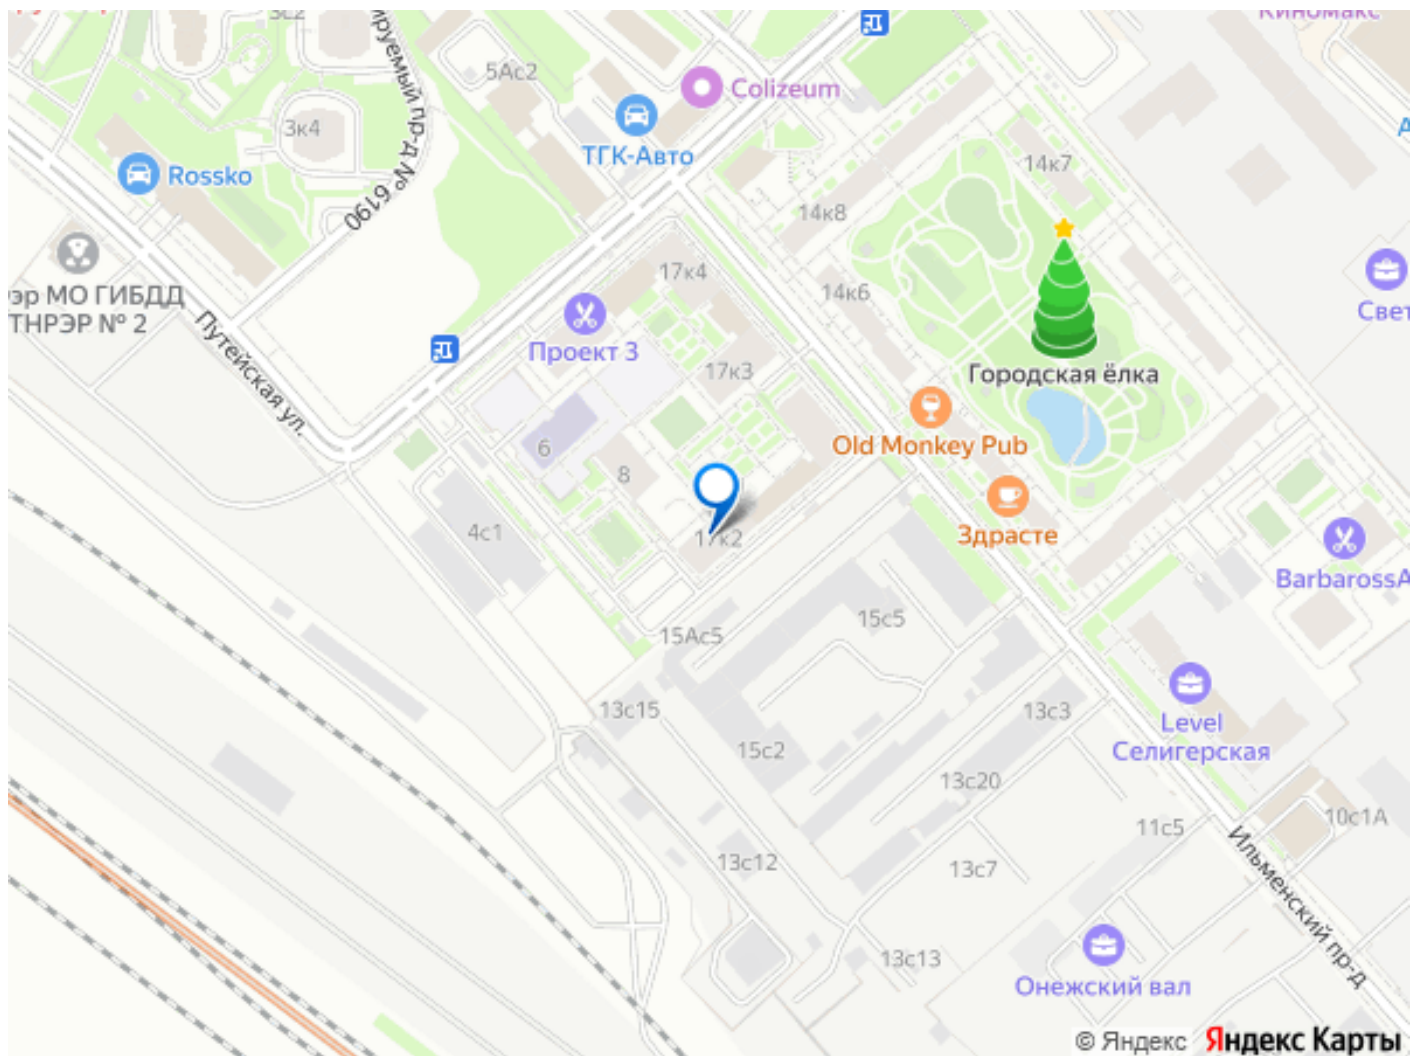 3с2
Киномакс
5Ас2
Colizeum
ируемый пр-д № 6190
3к4
ТГК-Авто
Rossko
14к7
14к8
17к4
14к6
эр МО ГИБДД
ТНРЭР № 2
Свет
Проект 3
Путейская ул.
17к3
Городская ёлка
Old Monkey Pub
6
8
4с1
17к2
Здрасте
BarbarossA
15с5
15Ас5
13с15
13с3
Level
Селигерская
15с2
13с20
10с1А
11с5
13с12
13с7
Ильменский пр-д
13с13
Онежский вал
© Яндекс Яндекс Карты